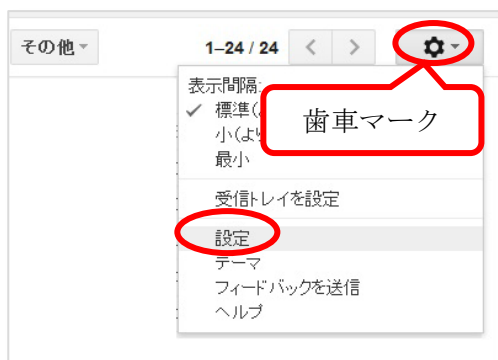 その他
1–24 / 24
表示間隔:
標準(
歯車マーク
小(よ
最小
受信トレイを設定
設定
テーマ
フィードバックを送信
ヘルプ